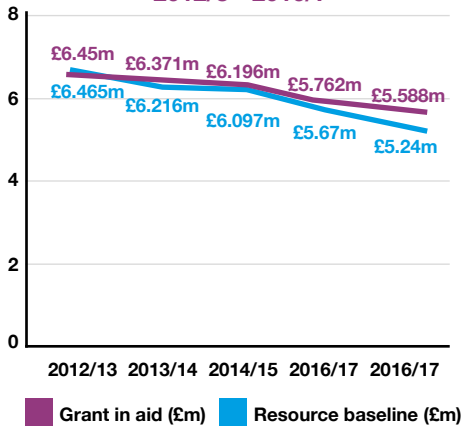 8
£6.45m
£6.371m
£6.196m
£5.762m
£5.588m
6
£6.465m
£6.216m
£6.097m
£5.67m
£5.24m
4
2
0
2012/13 2013/14 2014/15 2016/17 2016/17
Grant in aid (£m) Resource baseline (£m)